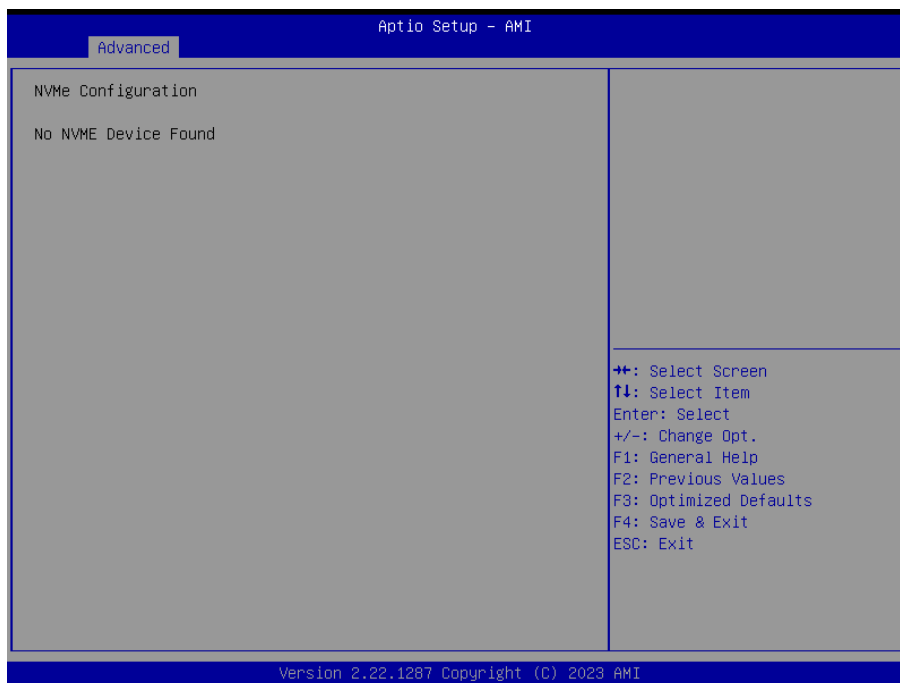 Aptio Setup – AMI
Advanced
NVMe Configuration
No NVME Device Found
→←: Select Screen
↑↓: Select Item
Enter: Select
+/-: Change Opt.
F1: General Help
F2: Previous Values
F3: Optimized Defaults
F4: Save & Exit
ESC: Exit
Version 2.22.1287 Copyright (C) 2023 AMI